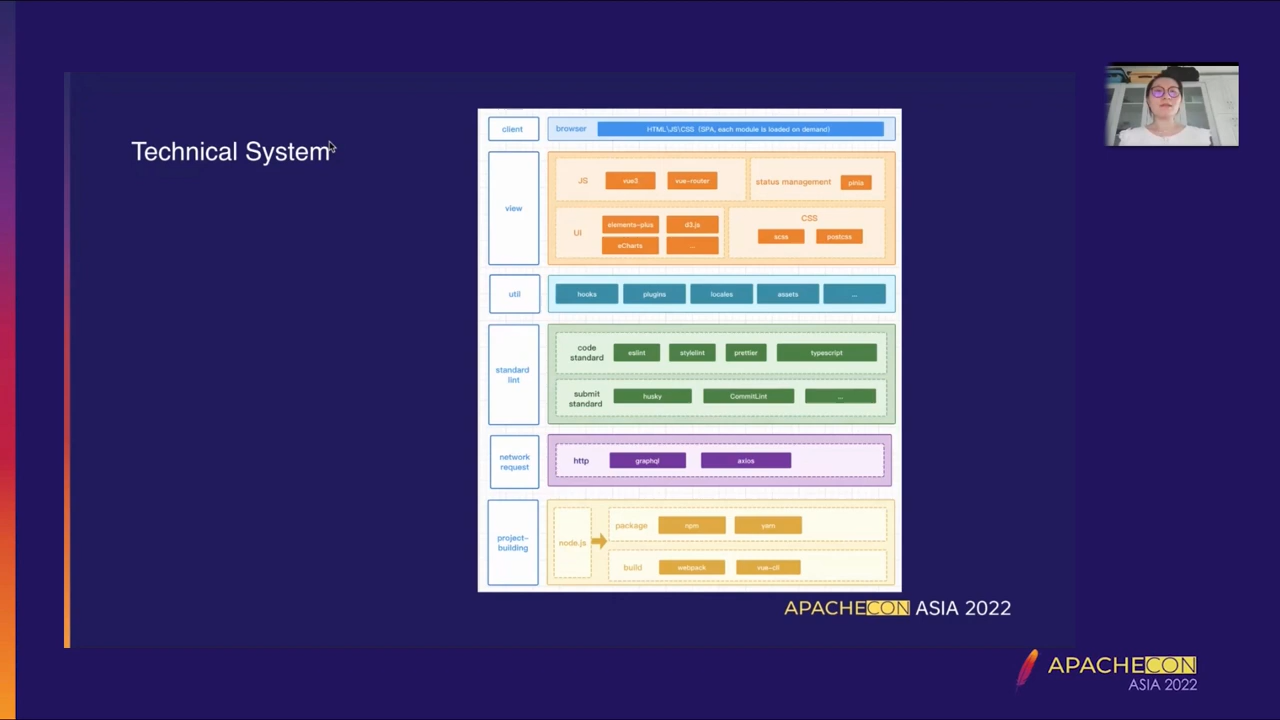 Technical System
client
browser
HTML\JS\CSS (SPA, each module is loaded on demand)
view
JS
vue3
vue-router
status management
pinia
UI
elements-plus
d3.js
eCharts
...
CSS
scss
postcss
util
hooks
plugins
locales
assets
...
standard
lint
code
standard
eslint
stylelint
prettier
typescript
submit
standard
husky
CommitLint
...
network
request
http
graphql
axios
project-
building
node.js
package
npm
yarn
build
webpack
vue-cli
APACHECON ASIA 2022
APACHECON
ASIA 2022